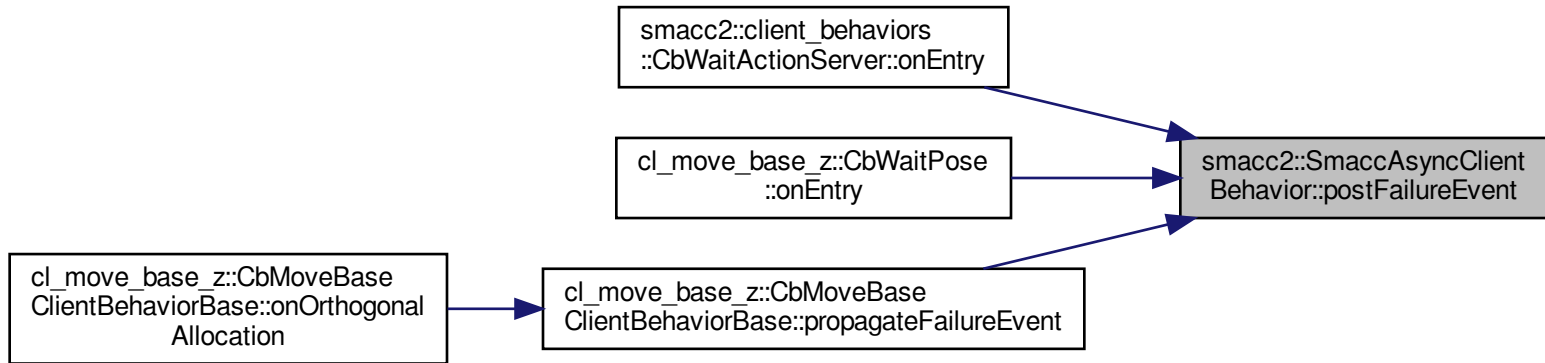 smacc2::client_behaviors
::CbWaitActionServer::onEntry
cl_move_base_z::CbWaitPose
::onEntry
smacc2::SmaccAsyncClient
Behavior::postFailureEvent
cl_move_base_z::CbMoveBase
ClientBehaviorBase::onOrthogonal
Allocation
cl_move_base_z::CbMoveBase
ClientBehaviorBase::propagateFailureEvent